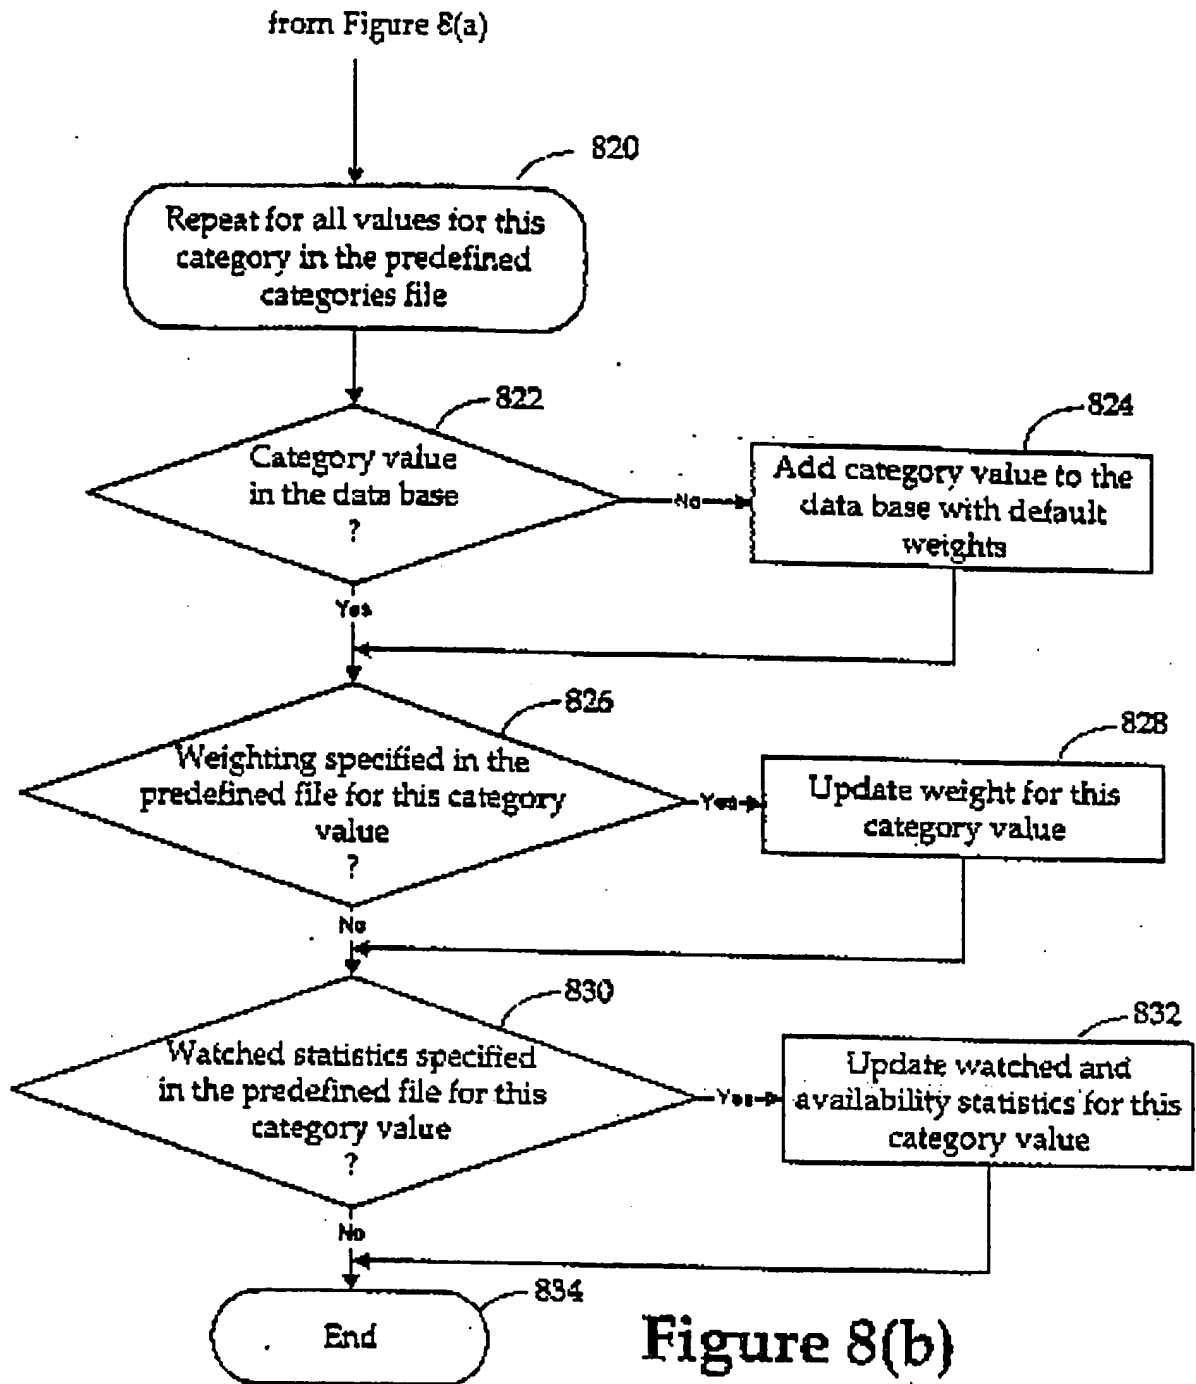 from Figure 8(a)
820
Repeat for all values for this
category in the predefined
categories file
822
Category value
in the data base
?
No
824
Add category value to the
data base with default
weights
Yes
826
Weighting specified in the
predefined file for this category
value
?
Yes
828
Update weight for this
category value
No
830
Watched statistics specified
in the predefined file for this
category value
?
Yes
832
Update watched and
availability statistics for this
category value
No
834
End
Figure 8(b)